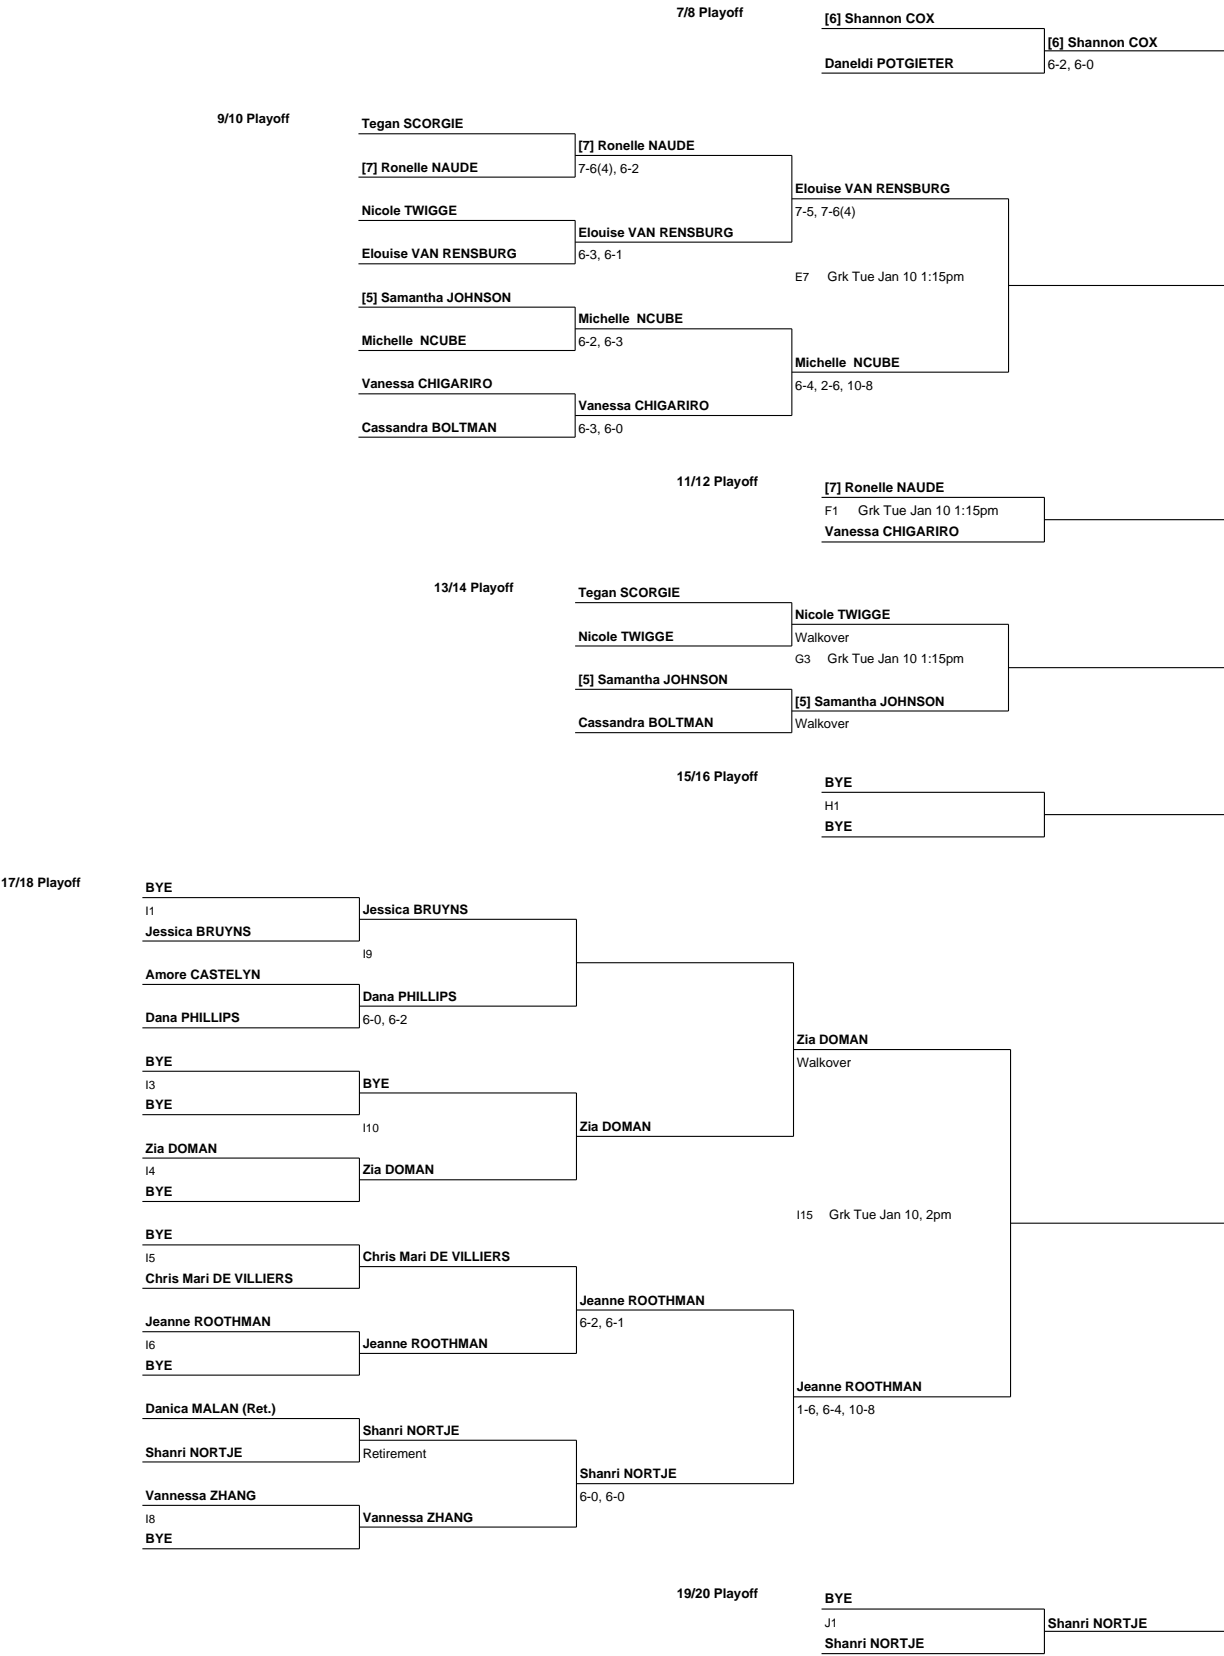 7/8 Playoff
[6] Shannon COX
[6] Shannon COX
Daneldi POTGIETER
6-2, 6-0
9/10 Playoff
Tegan SCORGIE
[7] Ronelle NAUDE
[7] Ronelle NAUDE
7-6(4), 6-2
Elouise VAN RENSBURG
Nicole TWIGGE
7-5, 7-6(4)
Elouise VAN RENSBURG
Elouise VAN RENSBURG
6-3, 6-1
E7 Grk Tue Jan 10 1:15pm
[5] Samantha JOHNSON
Michelle NCUBE
Michelle NCUBE
6-2, 6-3
Michelle NCUBE
Vanessa CHIGARIRO
6-4, 2-6, 10-8
Vanessa CHIGARIRO
Cassandra BOLTMAN
6-3, 6-0
11/12 Playoff
[7] Ronelle NAUDE
F1 Grk Tue Jan 10 1:15pm
Vanessa CHIGARIRO
13/14 Playoff
Tegan SCORGIE
Nicole TWIGGE
Nicole TWIGGE
Walkover
G3 Grk Tue Jan 10 1:15pm
[5] Samantha JOHNSON
[5] Samantha JOHNSON
Cassandra BOLTMAN
Walkover
15/16 Playoff
BYE
H1
BYE
17/18 Playoff
BYE
I1
Jessica BRUYNS
Jessica BRUYNS
I9
Amore CASTELYN
Dana PHILLIPS
Dana PHILLIPS
6-0, 6-2
Zia DOMAN
Walkover
BYE
I3
BYE
BYE
I10
Zia DOMAN
Zia DOMAN
I4
Zia DOMAN
BYE
I15 Grk Tue Jan 10, 2pm
BYE
I5
Chris Mari DE VILLIERS
Chris Mari DE VILLIERS
Jeanne ROOTHMAN
6-2, 6-1
Jeanne ROOTHMAN
I6
Jeanne ROOTHMAN
BYE
Jeanne ROOTHMAN
1-6, 6-4, 10-8
Danica MALAN (Ret.)
Shanri NORTJE
Shanri NORTJE
Retirement
Shanri NORTJE
6-0, 6-0
Vannessa ZHANG
I8
Vannessa ZHANG
BYE
19/20 Playoff
BYE
J1
Shanri NORTJE
Shanri NORTJE